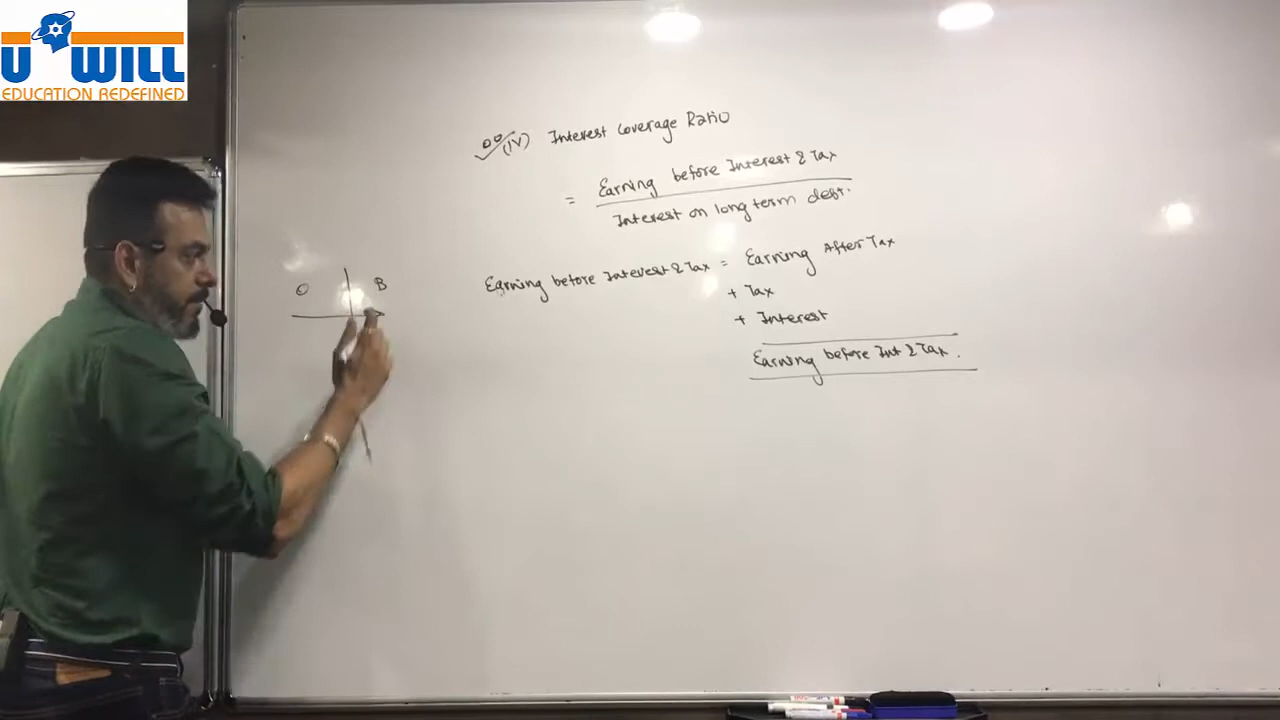 U WILL
EDUCATION REDEFINED
(IV) Interest Coverage Ratio
= Earning before Interest & Tax
Interest on long term debt.
Earning before Interest & Tax = Earning After Tax
+ Tax
+ Interest
Earning before Int & Tax.
O B